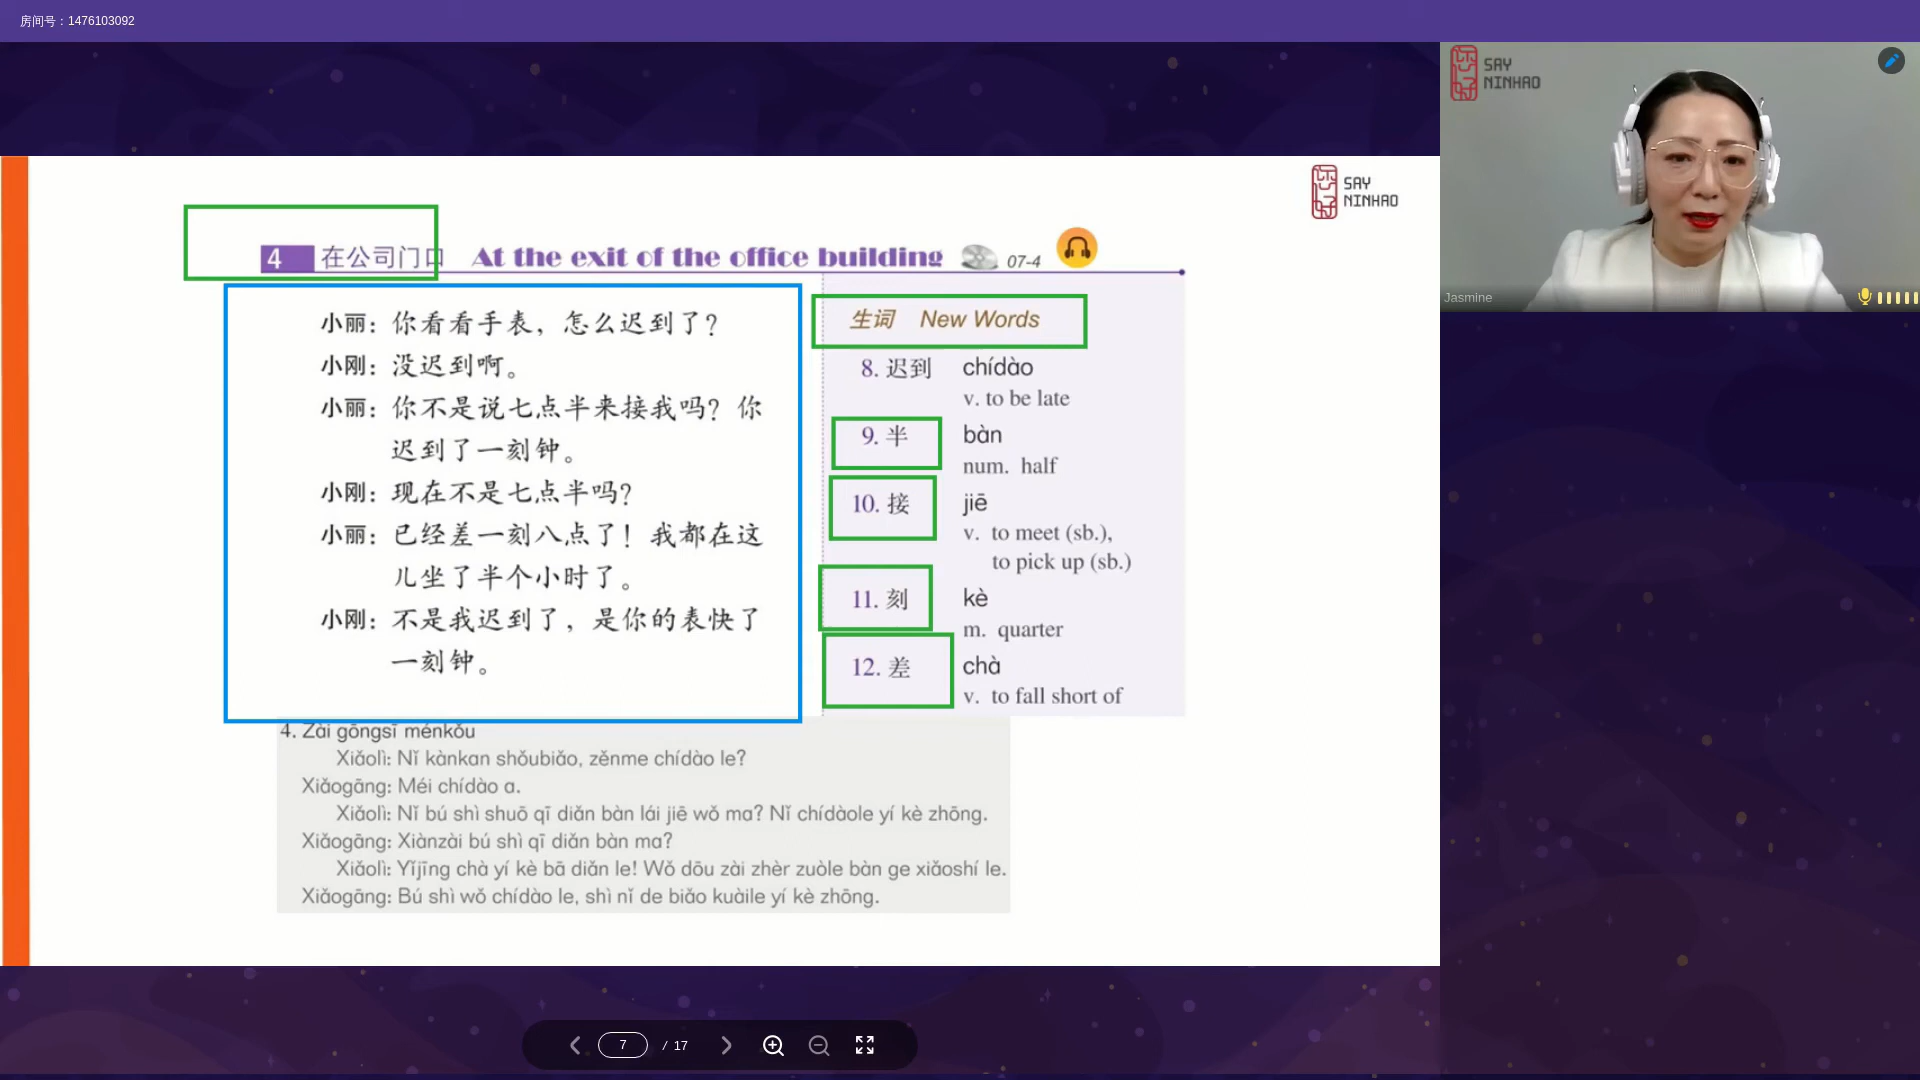 房间号：1476103092
SAY
NINHAO
SAY
NINHAO
4 在公司门口 At the exit of the office building 07-4
小丽：你看看手表，怎么迟到了？
小刚：没迟到啊。
小丽：你不是说七点半来接我吗？你
迟到了一刻钟。
小刚：现在不是七点半吗？
小丽：已经差一刻八点了！我都在这
儿坐了半个小时了。
小刚：不是我迟到了，是你的表快了
一刻钟。
生词 New Words
8. 迟到 chídào
v. to be late
9. 半 bàn
num. half
10. 接 jiē
v. to meet (sb.),
to pick up (sb.)
11. 刻 kè
m. quarter
12. 差 chà
v. to fall short of
4. Zài gōngsī ménkǒu
Xiǎolì: Nǐ kànkan shǒubiǎo, zěnme chídào le?
Xiǎogāng: Méi chídào a.
Xiǎolì: Nǐ bú shì shuō qī diǎn bàn lái jiē wǒ ma? Nǐ chídàole yí kè zhōng.
Xiǎogāng: Xiànzài bú shì qī diǎn bàn ma?
Xiǎolì: Yǐjīng chà yí kè bā diǎn le! Wǒ dōu zài zhèr zuòle bàn ge xiǎoshí le.
Xiǎogāng: Bú shì wǒ chídào le, shì nǐ de biǎo kuàile yí kè zhōng.
Jasmine
7 / 17